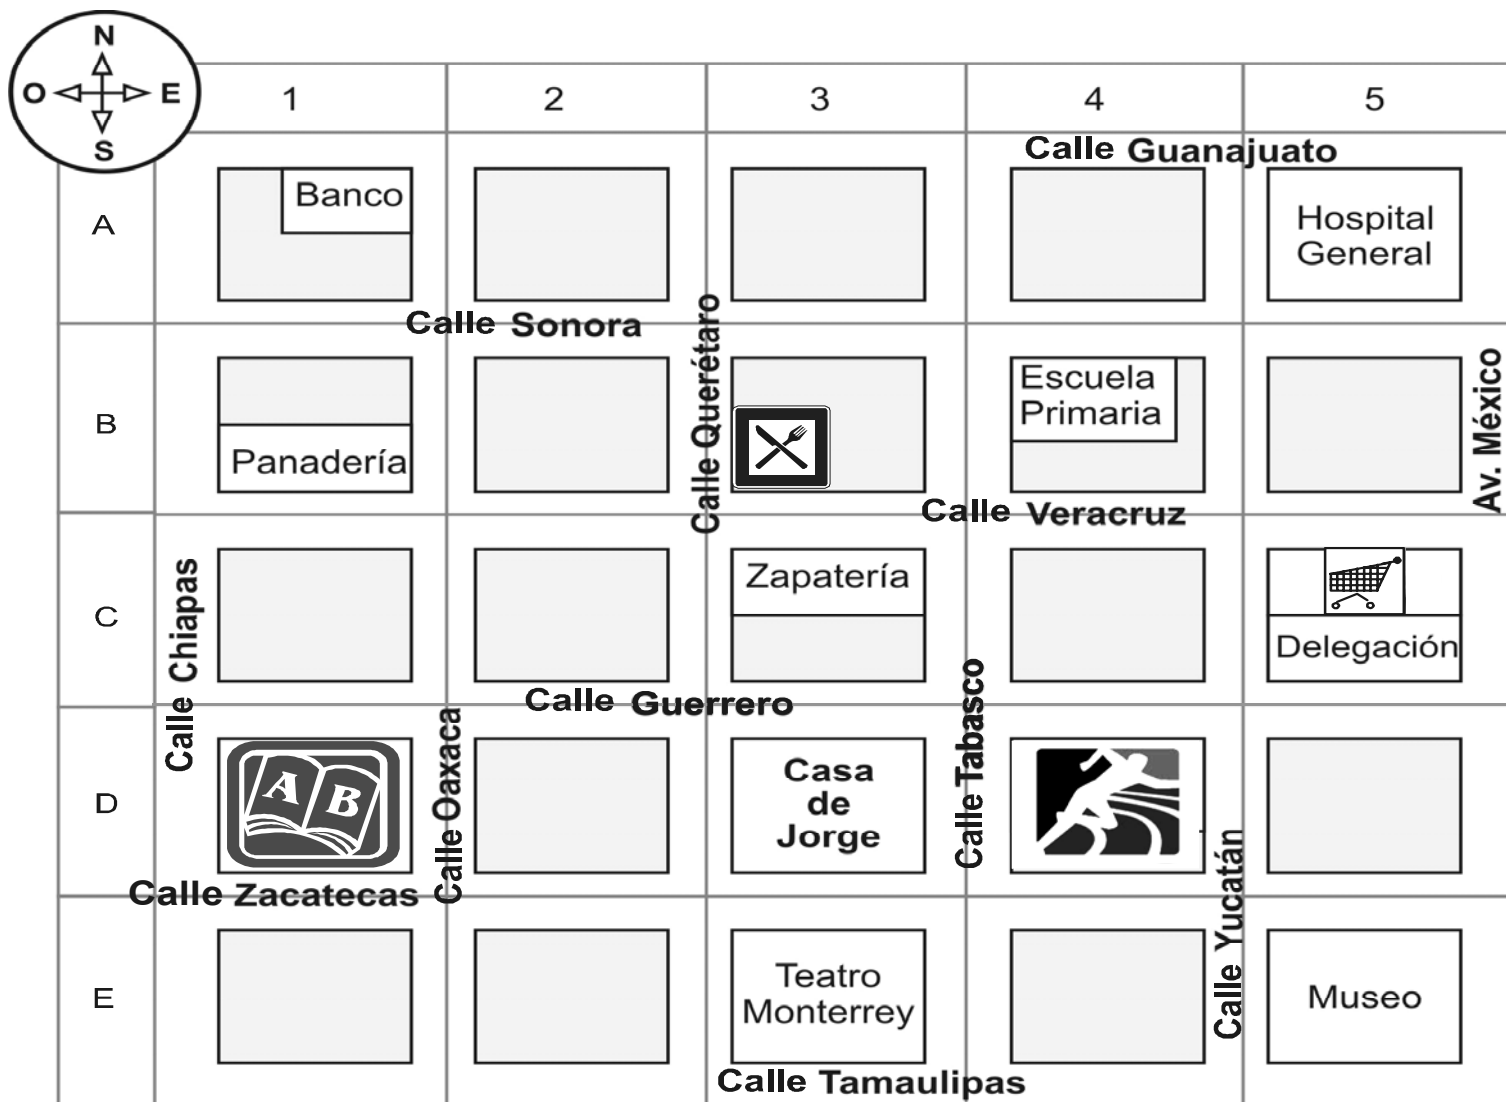 N
O E
S
1 2 3 4 5
Calle Guanajuato
A
Banco
Hospital
General
Calle Sonora
Calle Querétaro
B
Panadería
Escuela
Primaria
Av. México
Calle Veracruz
Calle Chiapas
C
Zapatería
Delegación
Calle Guerrero
Calle Oaxaca
Calle Tabasco
D
A B
Casa
de
Jorge
Calle Zacatecas
Calle Yucatán
E
Teatro
Monterrey
Museo
Calle Tamaulipas